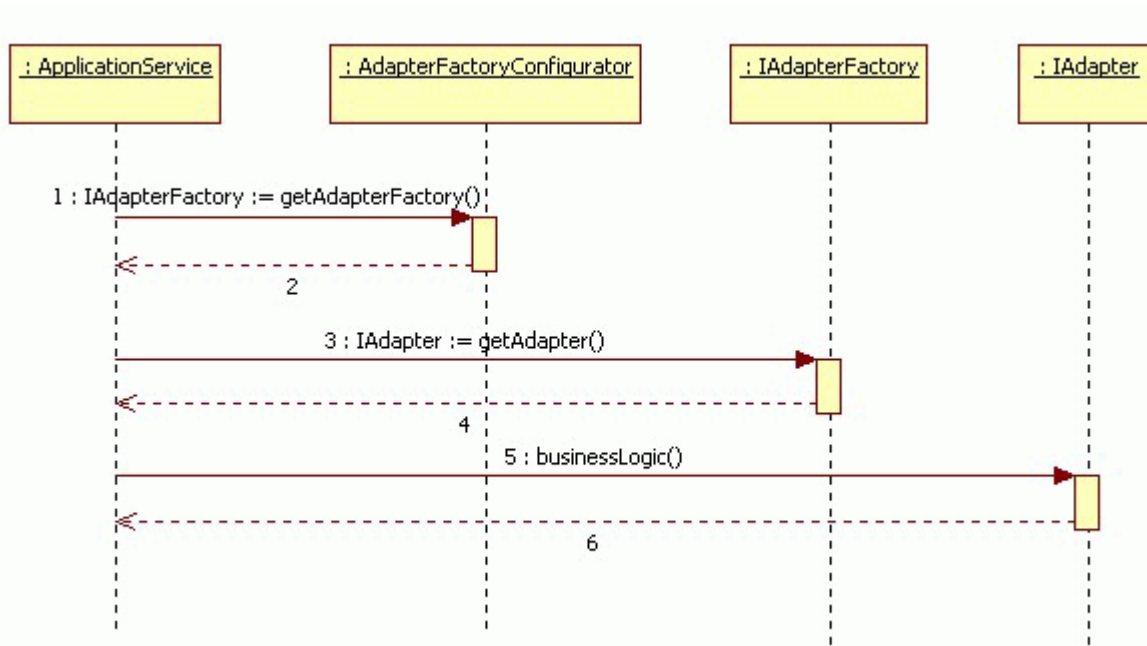 : ApplicationService
: AdapterFactoryConfigurator
: IAdapterFactory
: IAdapter
1 : IAdapterFactory := getAdapterFactory()
2
3 : IAdapter := getAdapter()
4
5 : businessLogic()
6